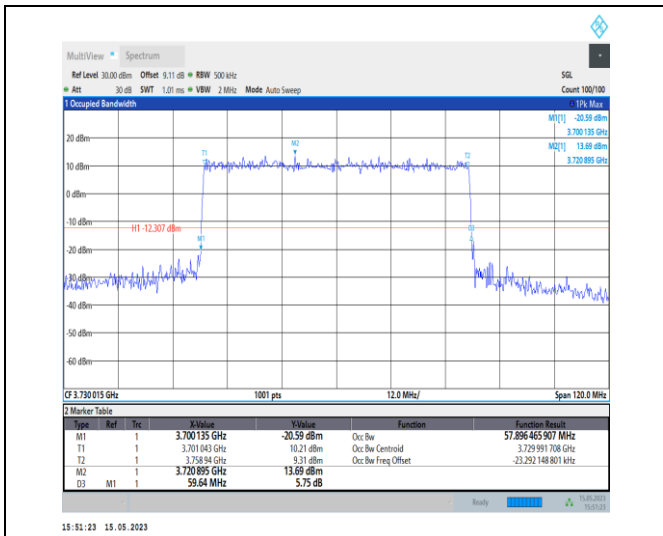 MultiView Spectrum
Ref Level 30.00 dBm Offset 9.11 dB RBW 500 kHz SGL
Att 30 dB SWT 1.01 ms VBW 2 MHz Mode Auto Sweep Count 100/100
1 Occupied Bandwidth 1Pk Max
M1[1] -20.59 dBm
3.700 135 GHz
M2[1] 13.69 dBm
3.720 895 GHz
20 dBm
M2
T1
T2
10 dBm
0 dBm
-10 dBm
H1 -12.307 dBm
D3
M1
-20 dBm
-30 dBm
-40 dBm
-50 dBm
-60 dBm
CF 3.730 015 GHz 1001 pts 12.0 MHz/ Span 120.0 MHz
2 Marker Table
Type Ref Trc X-Value Y-Value Function Function Result
M1 1 3.700 135 GHz -20.59 dBm Occ Bw 57.896 465 907 MHz
T1 1 3.701 043 GHz 10.21 dBm Occ Bw Centroid 3.729 991 708 GHz
T2 1 3.758 94 GHz 9.31 dBm Occ Bw Freq Offset -23.292 148 801 kHz
M2 1 3.720 895 GHz 13.69 dBm
D3 M1 1 59.64 MHz 5.75 dB
Ready 15.05.2023
15:51:23
15:51:23 15.05.2023